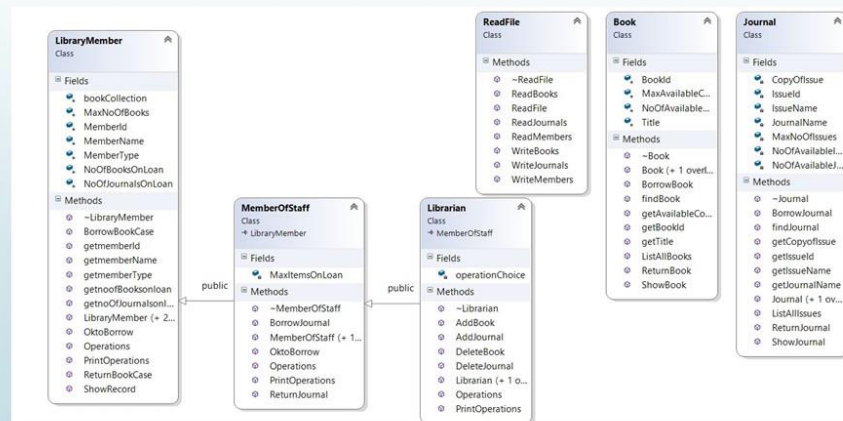 LibraryMember
Class
Fields
bookCollection
MaxNoOfBooks
MemberId
MemberName
MemberType
NoOfBooksOnLoan
NoOfJournalsOnLoan
Methods
~LibraryMember
BorrowBookCase
getmemberId
getmemberName
getmemberType
getnoofBooksonloan
getnoOfJournalsonl...
LibraryMember (+ 2...
OktoBorrow
Operations
PrintOperations
ReturnBookCase
ShowRecord
public
MemberOfStaff
Class
LibraryMember
Fields
MaxItemsOnLoan
Methods
~MemberOfStaff
BorrowJournal
MemberOfStaff (+ 1...
OktoBorrow
Operations
PrintOperations
ReturnJournal
public
Librarian
Class
MemberOfStaff
Fields
operationChoice
Methods
~Librarian
AddBook
AddJournal
DeleteBook
DeleteJournal
Librarian (+ 1 o...
Operations
PrintOperations
ReadFile
Class
Methods
~ReadFile
ReadBooks
ReadFile
ReadJournals
ReadMembers
WriteBooks
WriteJournals
WriteMembers
Book
Class
Fields
BookId
MaxAvailableC...
NoOfAvailable...
Title
Methods
~Book
Book (+ 1 overl...
BorrowBook
findBook
getAvailableCo...
getBookId
getTitle
ListAllBooks
ReturnBook
ShowBook
Journal
Class
Fields
CopyOfIssue
IssueId
IssueName
JournalName
MaxNoOfIssues
NoOfAvailableI...
NoOfAvailableJ...
Methods
~Journal
BorrowJournal
findJournal
getCopyofIssue
getIssueId
getIssueName
getJournalName
Journal (+ 1 ov...
ListAllIssues
ReturnJournal
ShowJournal